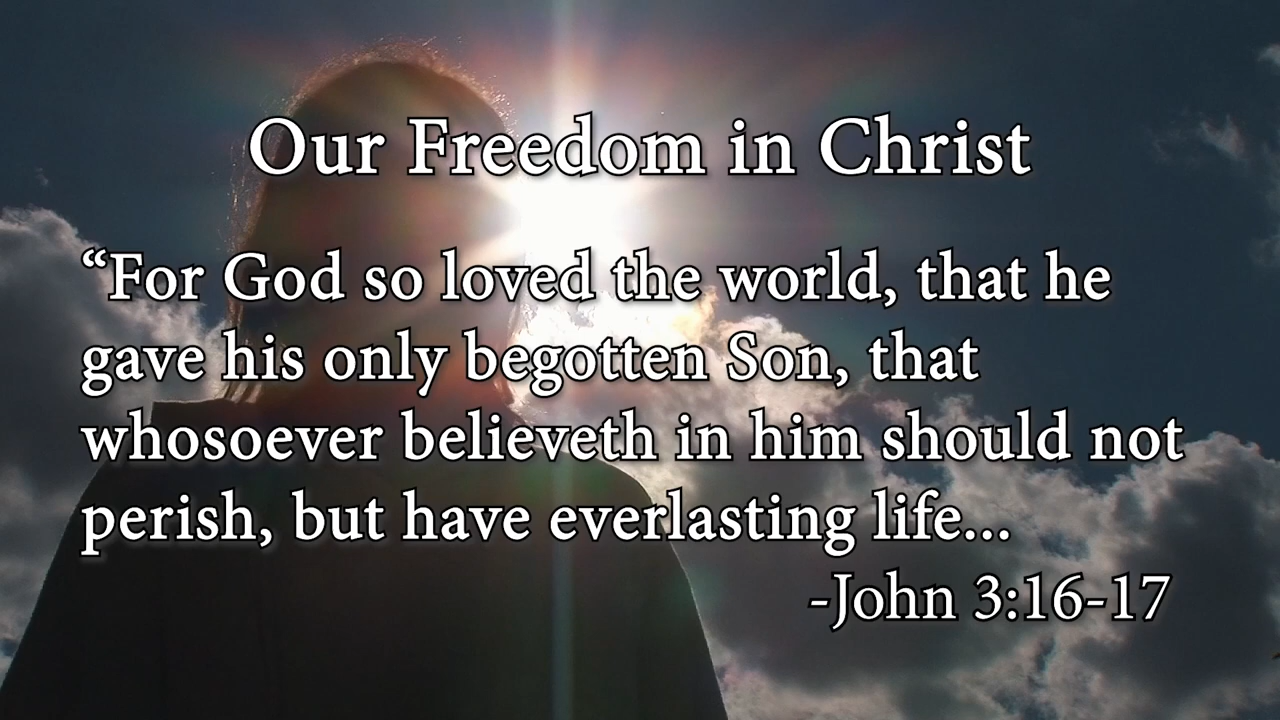 Our Freedom in Christ
“For God so loved the world, that he
gave his only begotten Son, that
whosoever believeth in him should not
perish, but have everlasting life...
-John 3:16-17